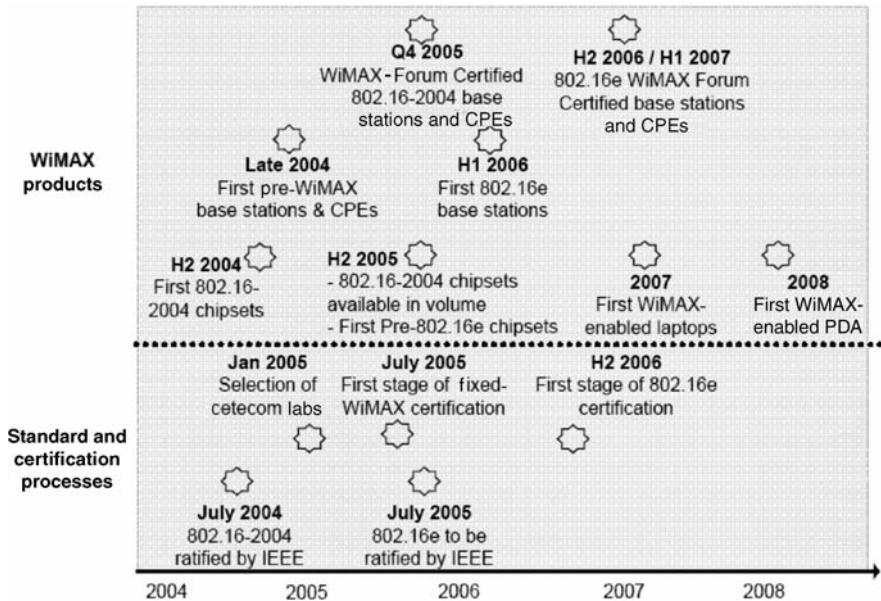 Q4 2005
WiMAX-Forum Certified
802.16-2004 base
stations and CPEs
H2 2006 / H1 2007
802.16e WiMAX Forum
Certified base stations
and CPEs
WiMAX
products
Late 2004
First pre-WiMAX
base stations & CPEs
H1 2006
First 802.16e
base stations
H2 2004
First 802.16-
2004 chipsets
H2 2005
- 802.16-2004 chipsets
available in volume
- First Pre-802.16e chipsets
2007
First WiMAX-
enabled laptops
2008
First WiMAX-
enabled PDA
Standard and
certification
processes
Jan 2005
Selection of
cetecom labs
July 2005
First stage of fixed-
WiMAX certification
H2 2006
First stage of 802.16e
certification
July 2004
802.16-2004
ratified by IEEE
July 2005
802.16e to be
ratified by IEEE
2004 2005 2006 2007 2008